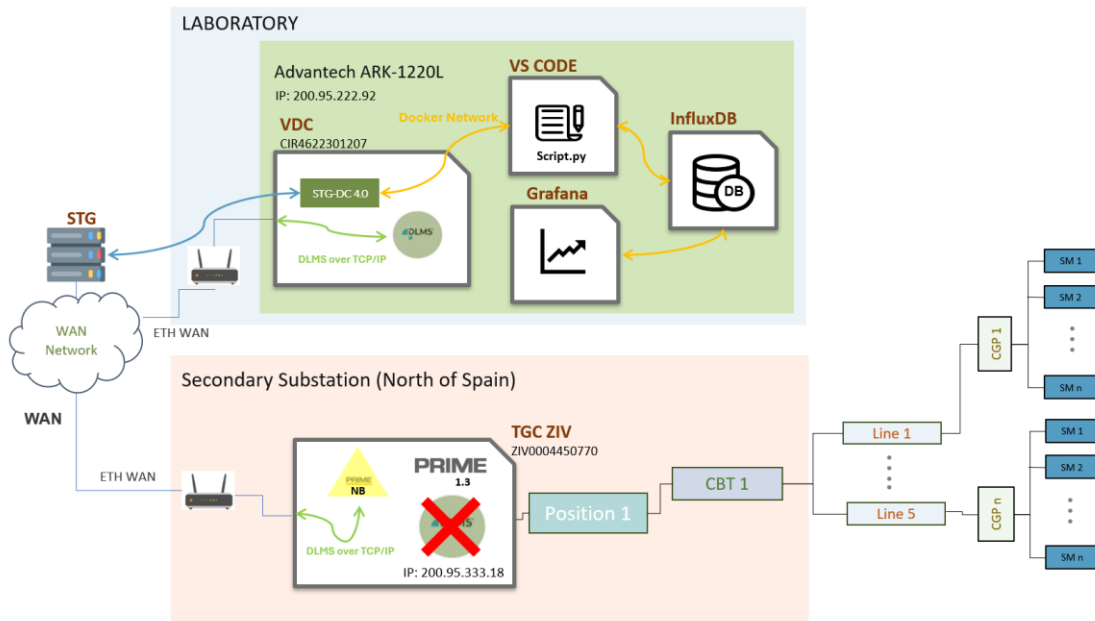 LABORATORY
Advantech ARK-1220L
IP: 200.95.222.92
VDC
CIR4622301207
STG-DC 4.0
DLMS
DLMS over TCP/IP
Docker Network
VS CODE
Script.py
InfluxDB
DB
Grafana
STG
WAN
Network
ETH WAN
WAN
ETH WAN
Secondary Substation (North of Spain)
TGC ZIV
ZIV0004450770
PRIME
NB
PRIME
1.3
DLMS over TCP/IP
IP: 200.95.333.18
Position 1
CBT 1
Line 1
Line 5
CGP 1
SM 1
SM 2
SM n
CGP n
SM 1
SM 2
SM n